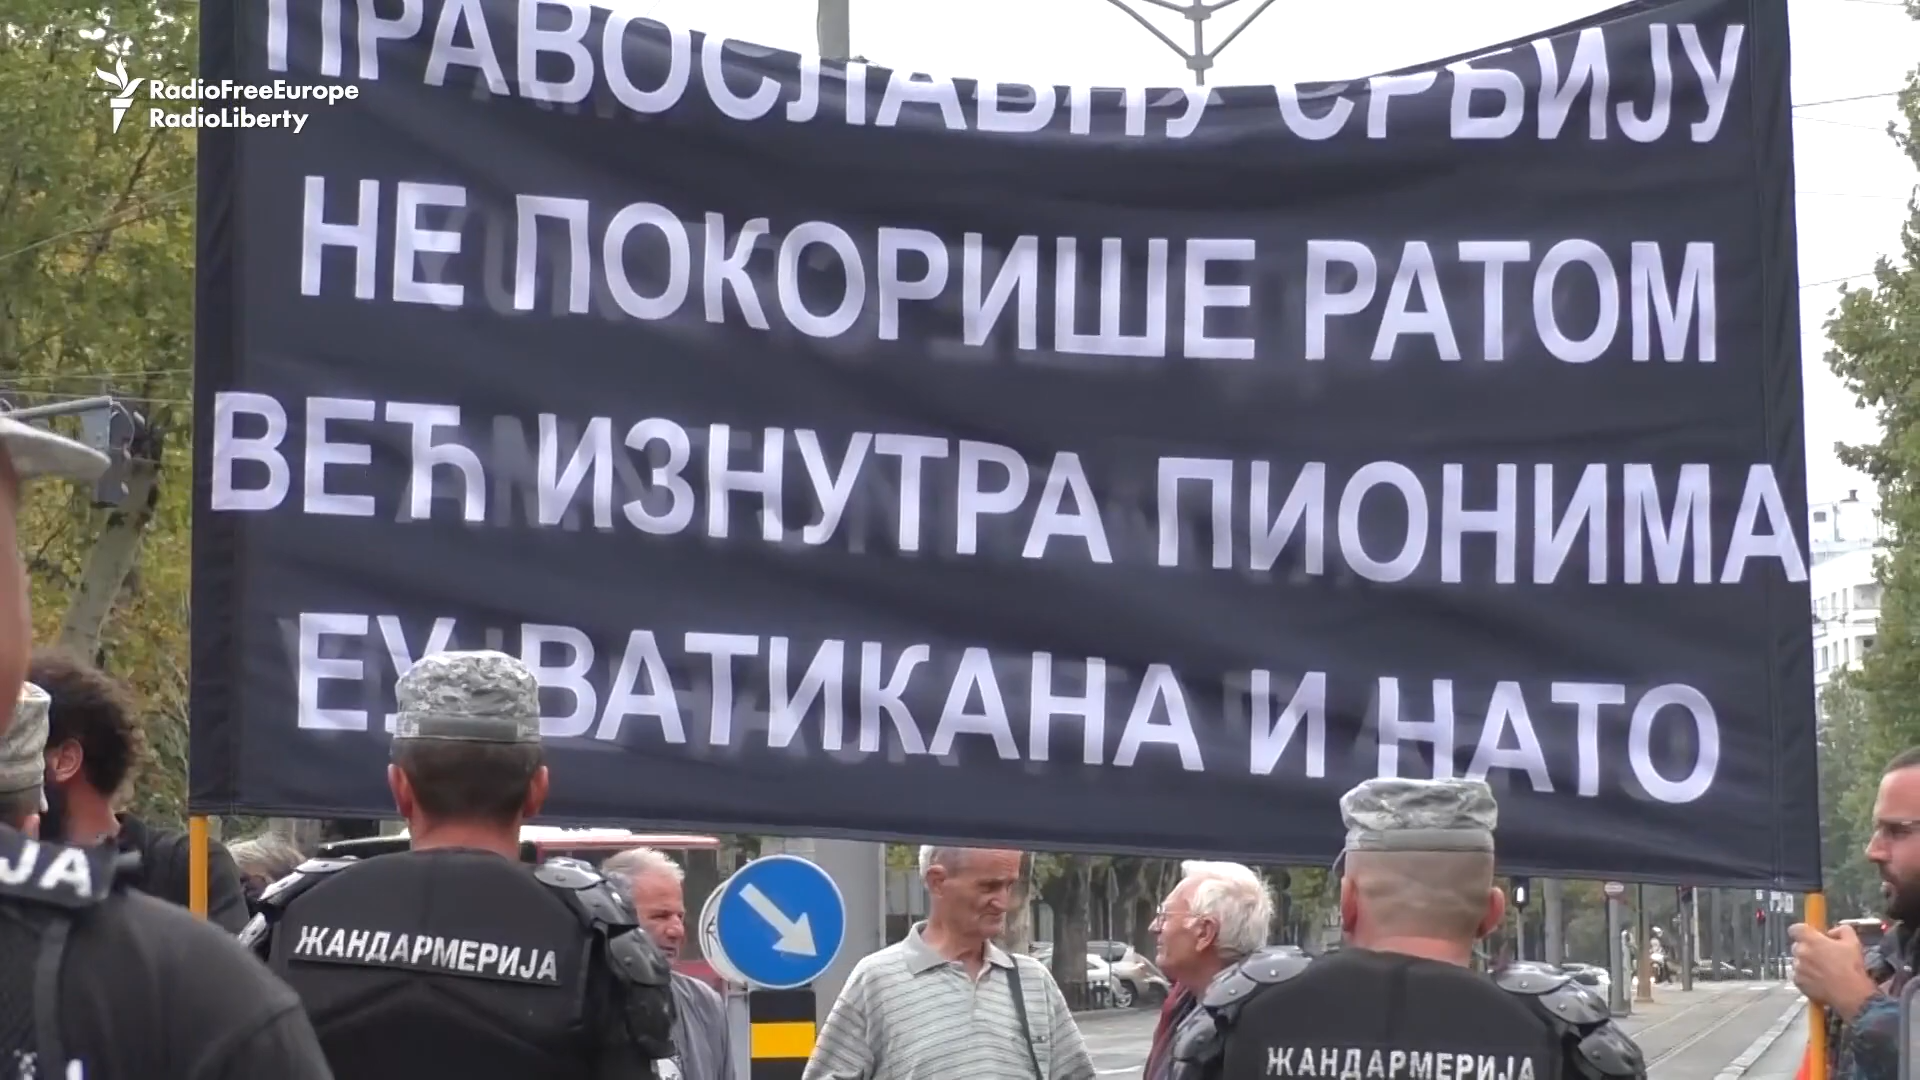 RadioFreeEurope
RadioLiberty
ПРАВОСЛАВНУ СРБИЈУ
НЕ ПОКОРИШЕ РАТОМ
ВЕЋ ИЗНУТРА ПИОНИМА
ЕУ ВАТИКАНА И НАТО
ЖАНДАРМЕРИЈА
ЖАНДАРМЕРИЈА